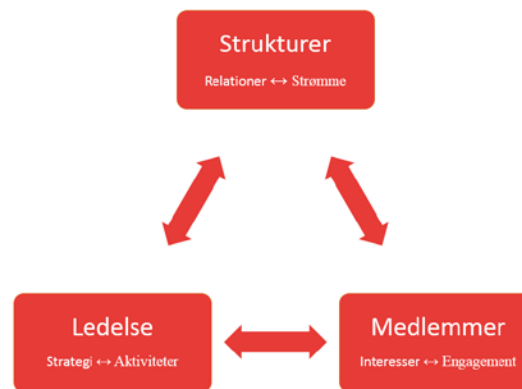 Strukturer
Relationer ↔ Strømme
Ledelse
Strategi ↔ Aktiviteter
Medlemmer
Interesser ↔ Engagement